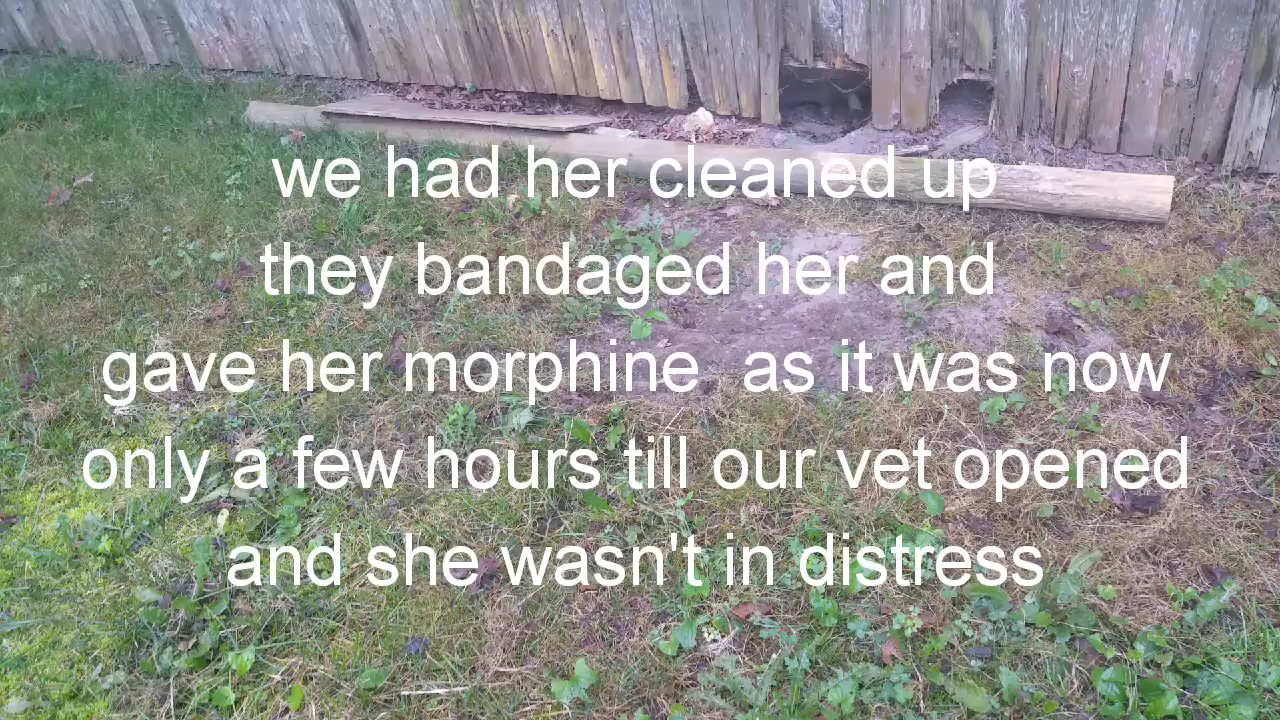 we had her cleaned up
they bandaged her and
gave her morphine  as it was now
only a few hours till our vet opened
and she wasn't in distress